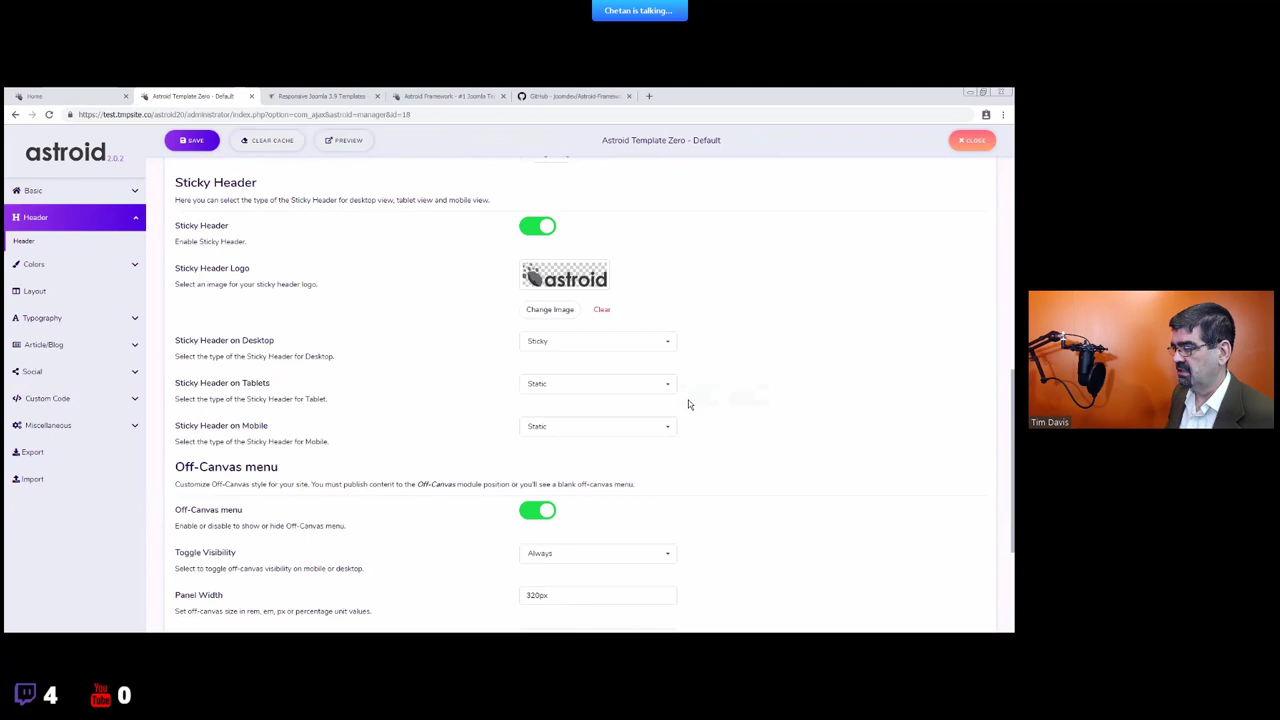 Chetan is talking...
Home
Astroid Template Zero - Default
Responsive Joomla 3.9 Templates
Astroid Framework - #1 Joomla Te
GitHub - joomdev/Astroid-Framew
https://test.tmpsite.co/astroid20/administrator/index.php?option=com_ajax&astroid=manager&id=18
astroid 2.0.2
SAVE
CLEAR CACHE
PREVIEW
Astroid Template Zero - Default
CLOSE
Basic
Header
Header
Colors
Layout
Typography
Article/Blog
Social
Custom Code
Miscellaneous
Export
Import
Sticky Header
Here you can select the type of the Sticky Header for desktop view, tablet view and mobile view.
Sticky Header
Enable Sticky Header.
Sticky Header Logo
Select an image for your sticky header logo.
astroid
Change Image
Clear
Sticky Header on Desktop
Select the type of the Sticky Header for Desktop.
Sticky
Sticky Header on Tablets
Select the type of the Sticky Header for Tablet.
Static
Sticky Header on Mobile
Select the type of the Sticky Header for Mobile.
Static
Off-Canvas menu
Customize Off-Canvas style for your site. You must publish content to the Off-Canvas module position or you'll see a blank off-canvas menu.
Off-Canvas menu
Enable or disable to show or hide Off-Canvas menu.
Toggle Visibility
Select to toggle off-canvas visibility on mobile or desktop.
Always
Panel Width
Set off-canvas size in rem, em, px or percentage unit values.
320px
Tim Davis
4
You Tube
0